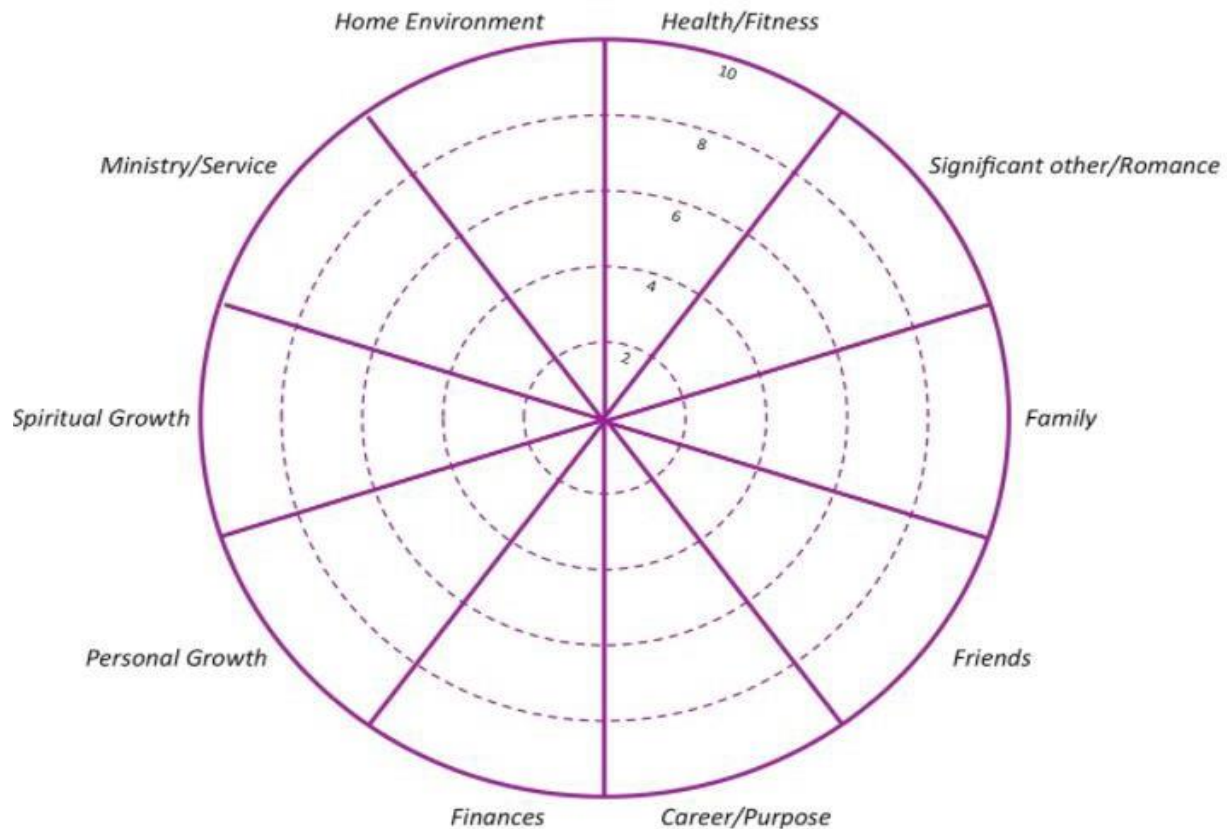 Home Environment
Health/Fitness
10
Ministry/Service
8
Significant other/Romance
6
4
2
Spiritual Growth
Family
Personal Growth
Friends
Finances
Career/Purpose